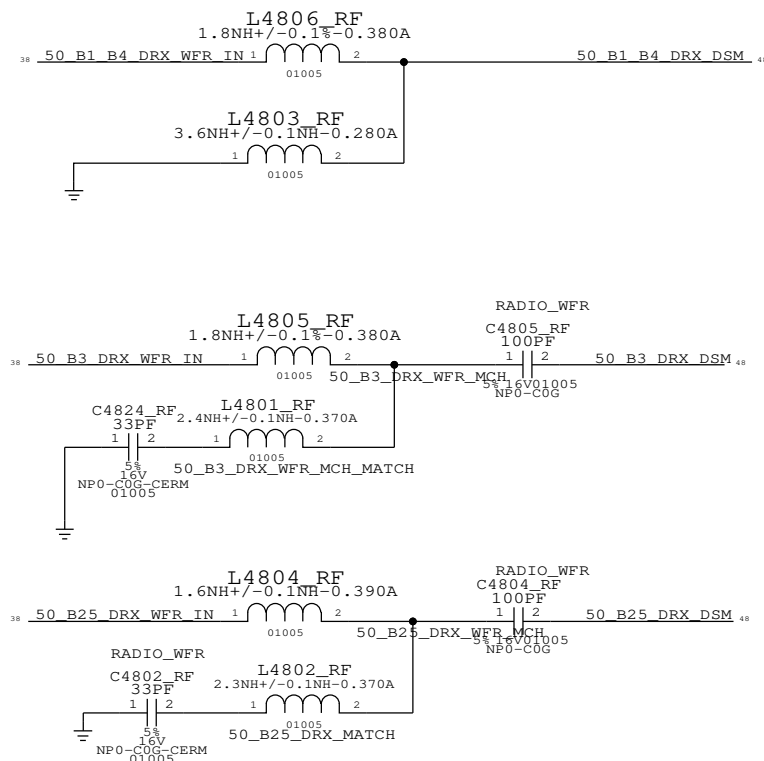 L4806_RF
1.8NH+/-0.1%-0.380A
38 50_B1_B4_DRX_WFR_IN 1 2 50_B1_B4_DRX_DSM
01005
L4803_RF
3.6NH+/-0.1NH-0.280A
1 2
01005
RADIO_WFR
L4805_RF
1.8NH+/-0.1%-0.380A
C4805_RF
100PF
38 50_B3_DRX_WFR_IN 1 2 1 2 50_B3_DRX_DSM 48
01005
50_B3_DRX_WFR_MCH
5% 16V01005
NP0-C0G
C4824_RF
33PF
L4801_RF
2.4NH+/-0.1NH-0.370A
1 2 1 2
01005
5%
16V
NP0-C0G-CERM
01005
50_B3_DRX_WFR_MCH_MATCH
RADIO_WFR
L4804_RF
1.6NH+/-0.1NH-0.390A
C4804_RF
100PF
38 50_B25_DRX_WFR_IN 1 2 1 2 50_B25_DRX_DSM 48
01005
50_B25_DRX_WFR_MCH
5% 16V01005
NP0-C0G
RADIO_WFR
C4802_RF
33PF
L4802_RF
2.3NH+/-0.1NH-0.370A
1 2 1 2
01005
5%
16V
NP0-C0G-CERM
01005
50_B25_DRX_MATCH